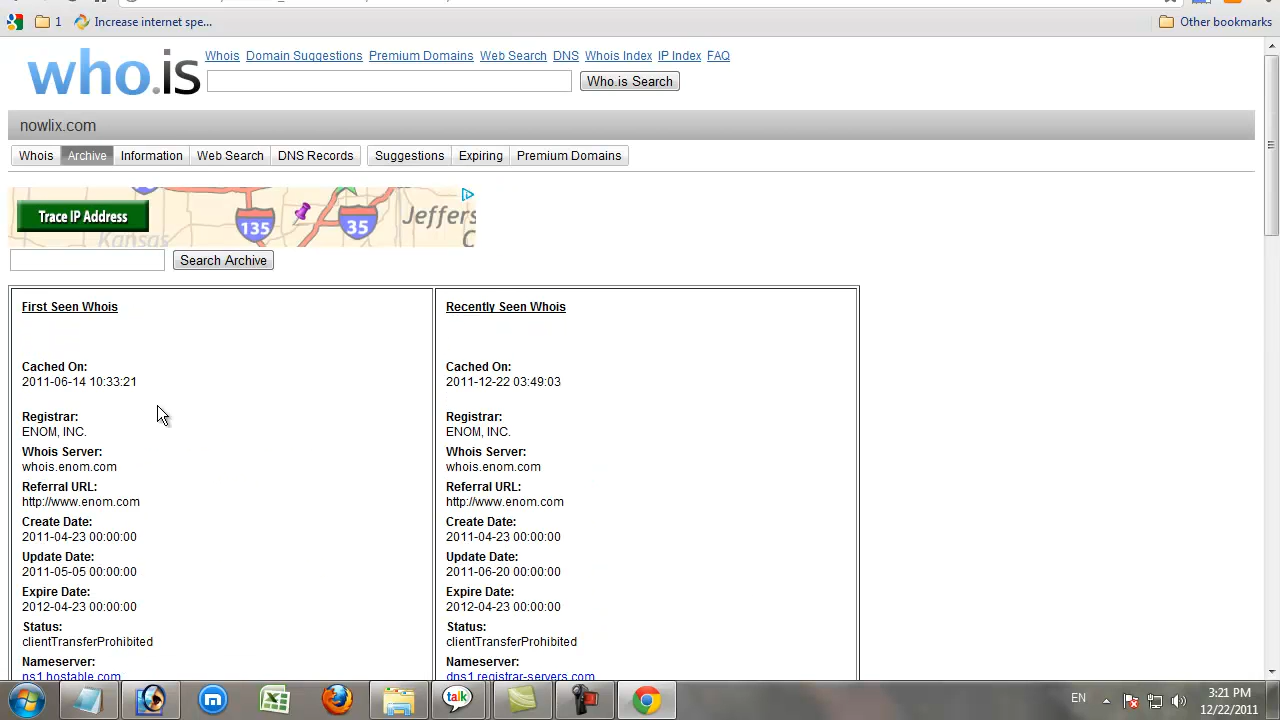 1 Increase internet spe... Other bookmarks
who.is
Whois Domain Suggestions Premium Domains Web Search DNS Whois Index IP Index FAQ
Who.is Search
nowlix.com
Whois Archive Information Web Search DNS Records Suggestions Expiring Premium Domains
Trace IP Address
Kansas
135
35
Jeffers
C
Search Archive
First Seen Whois
Cached On:
2011-06-14 10:33:21
Registrar:
ENOM, INC.
Whois Server:
whois.enom.com
Referral URL:
http://www.enom.com
Create Date:
2011-04-23 00:00:00
Update Date:
2011-05-05 00:00:00
Expire Date:
2012-04-23 00:00:00
Status:
clientTransferProhibited
Nameserver:
ns1.hostable.com
Recently Seen Whois
Cached On:
2011-12-22 03:49:03
Registrar:
ENOM, INC.
Whois Server:
whois.enom.com
Referral URL:
http://www.enom.com
Create Date:
2011-04-23 00:00:00
Update Date:
2011-06-20 00:00:00
Expire Date:
2012-04-23 00:00:00
Status:
clientTransferProhibited
Nameserver:
dns1.registrar-servers.com
talk
EN
3:21 PM
12/22/2011